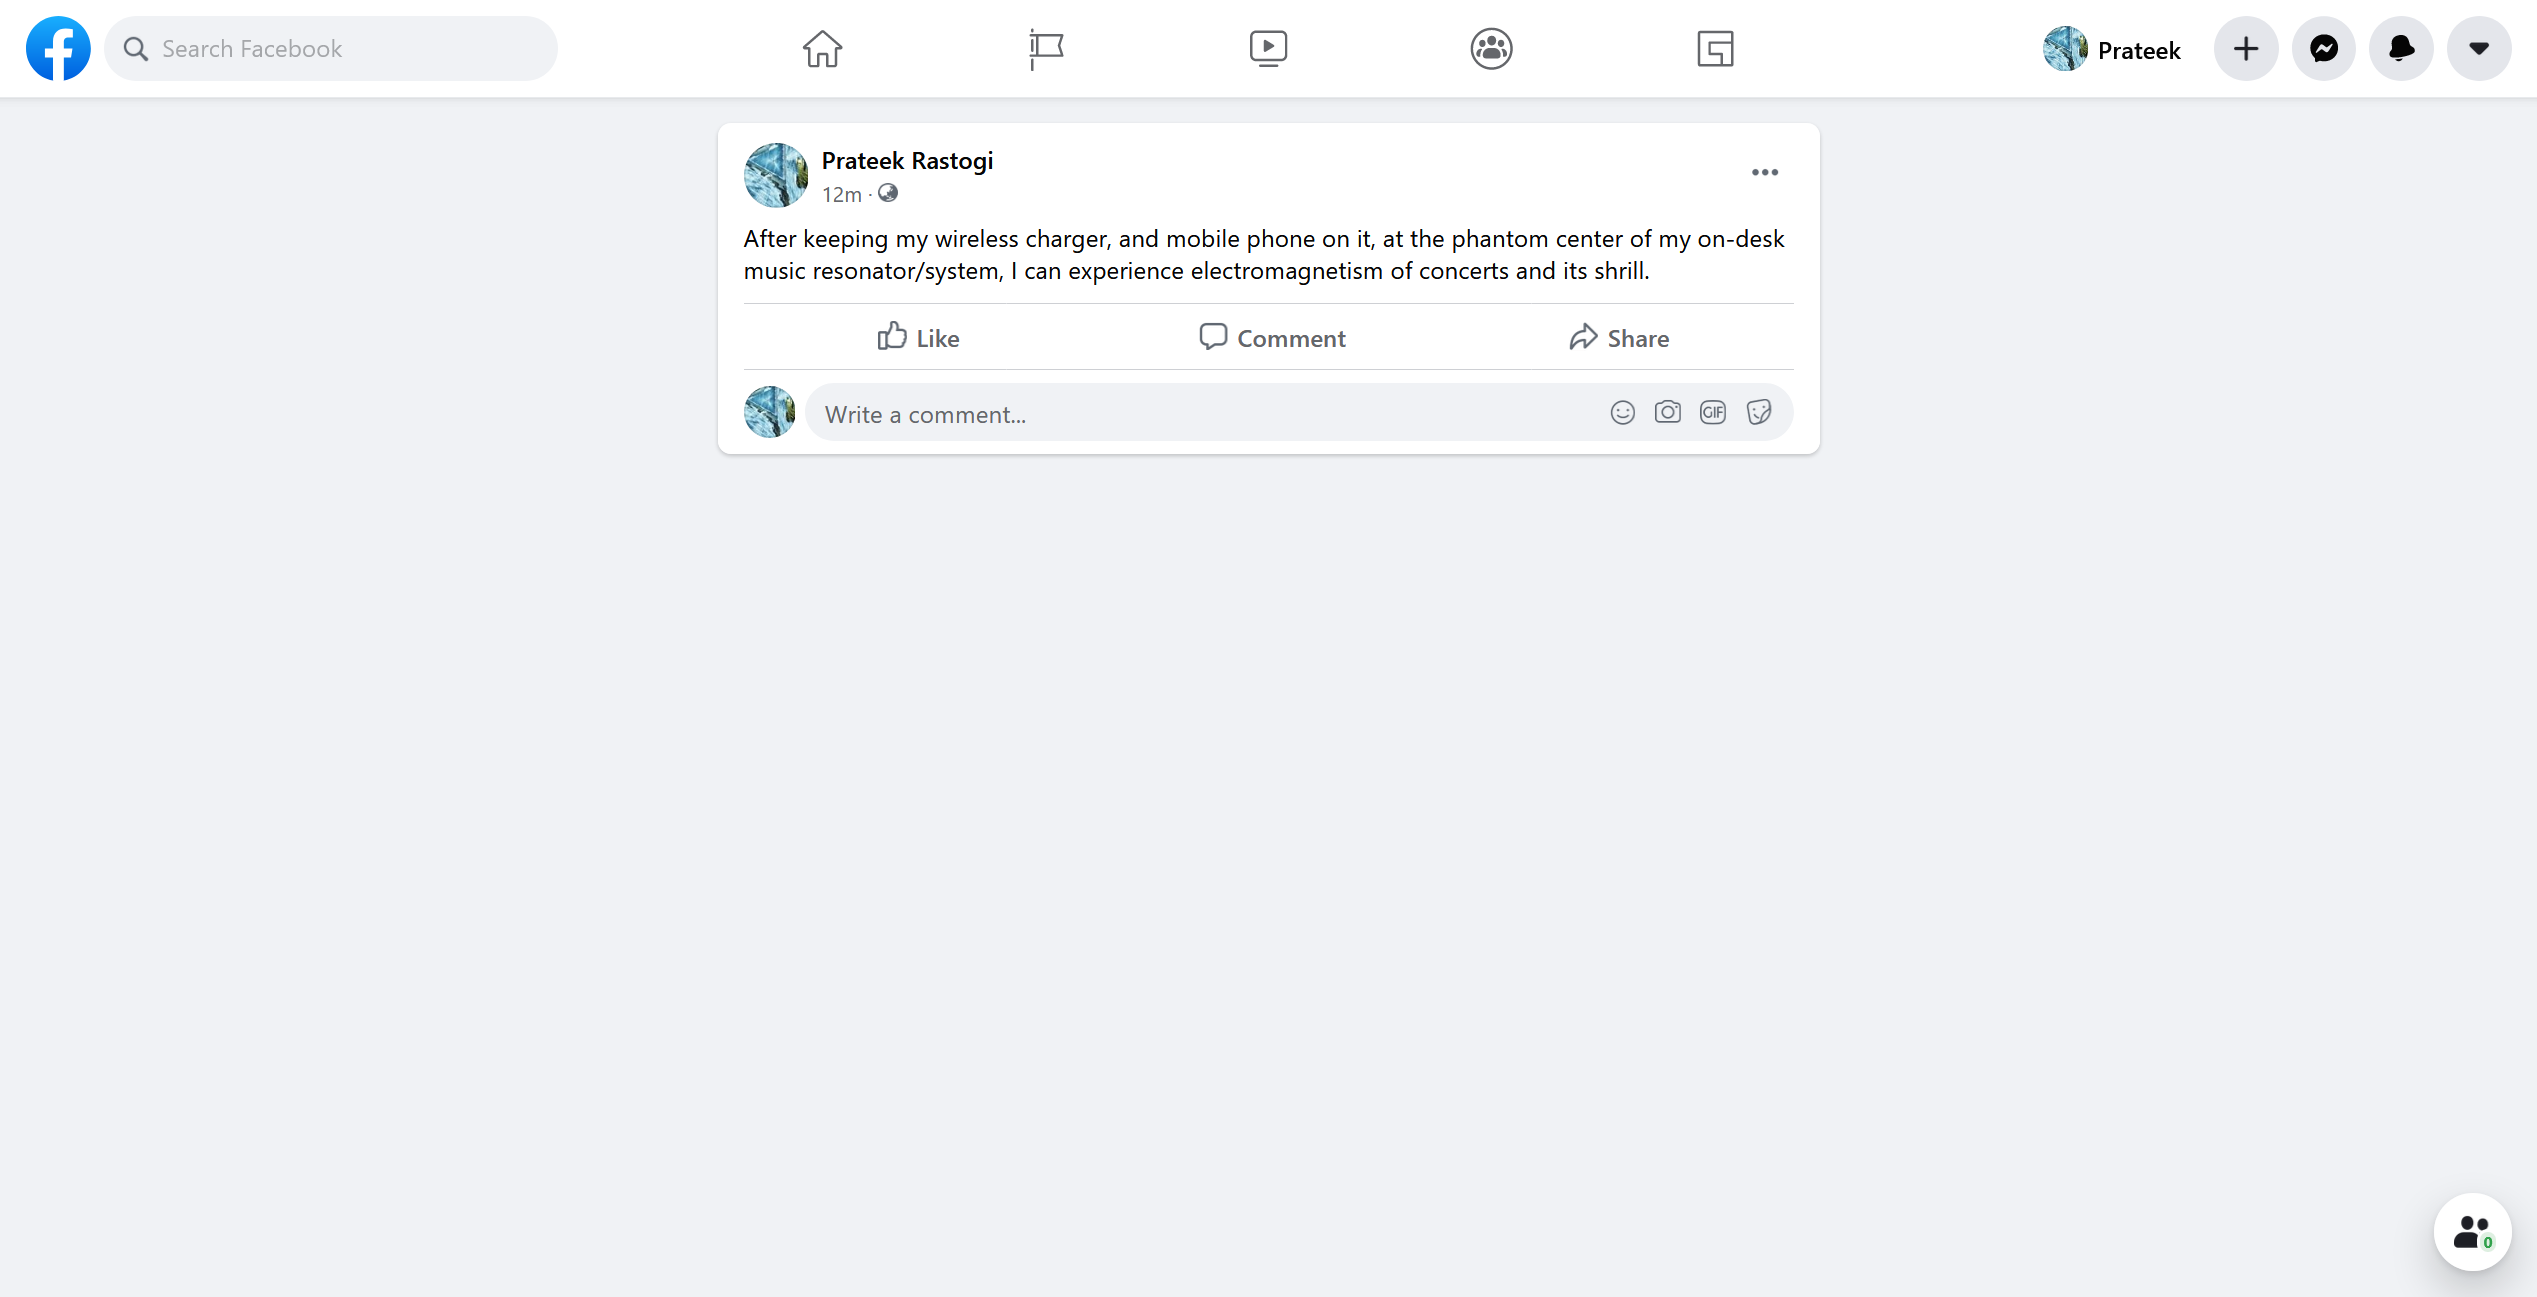 Search Facebook
Prateek
Prateek Rastogi
12m ·
After keeping my wireless charger, and mobile phone on it, at the phantom center of my on-desk
music resonator/system, I can experience electromagnetism of concerts and its shrill.
Like Comment Share
Write a comment...
GIF
0